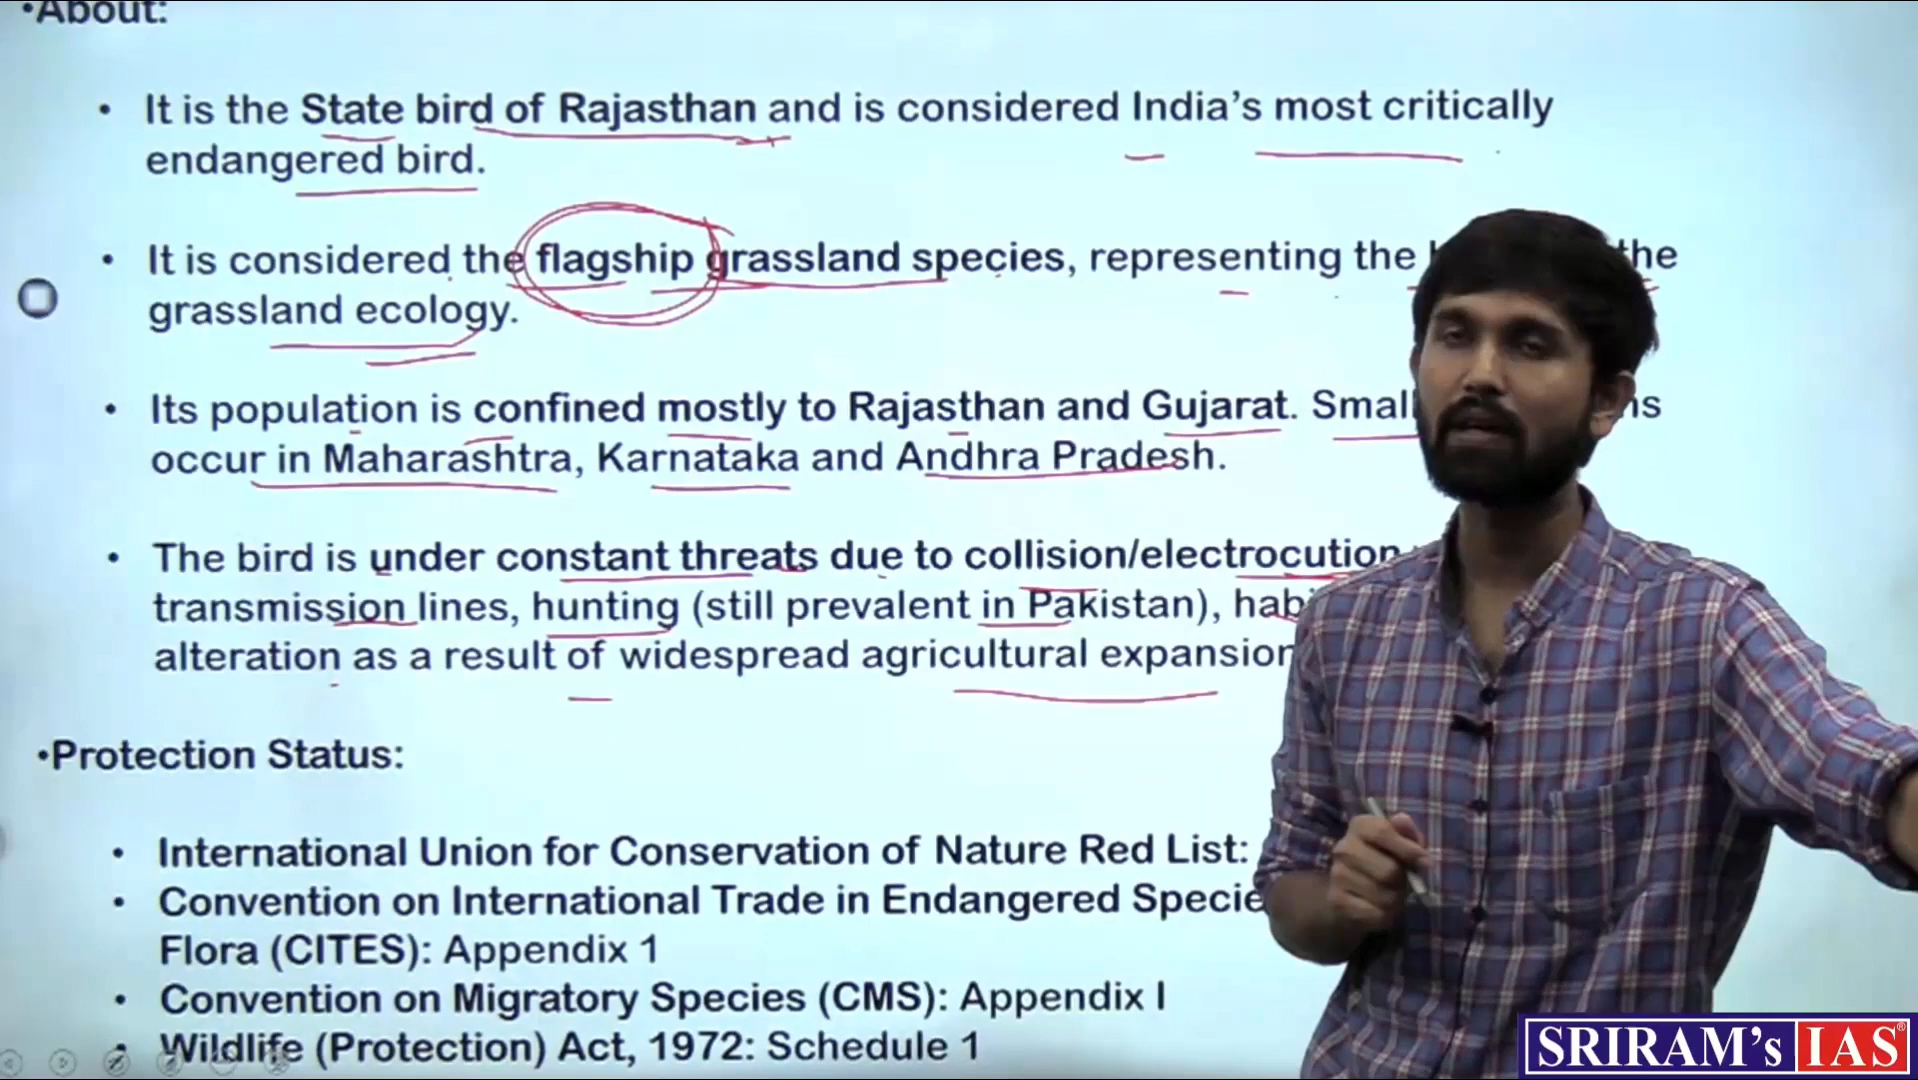 •About:
• It is the State bird of Rajasthan and is considered India's most critically
endangered bird.
• It is considered the flagship grassland species, representing the the
grassland ecology.
• Its population is confined mostly to Rajasthan and Gujarat. Small
occur in Maharashtra, Karnataka and Andhra Pradesh.
• The bird is under constant threats due to collision/electrocution
transmission lines, hunting (still prevalent in Pakistan),
alteration as a result of widespread agricultural expansion
•Protection Status:
• International Union for Conservation of Nature Red List:
• Convention on International Trade in Endangered
Flora (CITES): Appendix 1
• Convention on Migratory Species (CMS): Appendix I
• Wildlife (Protection) Act, 1972: Schedule 1
SRIRAM's IAS®